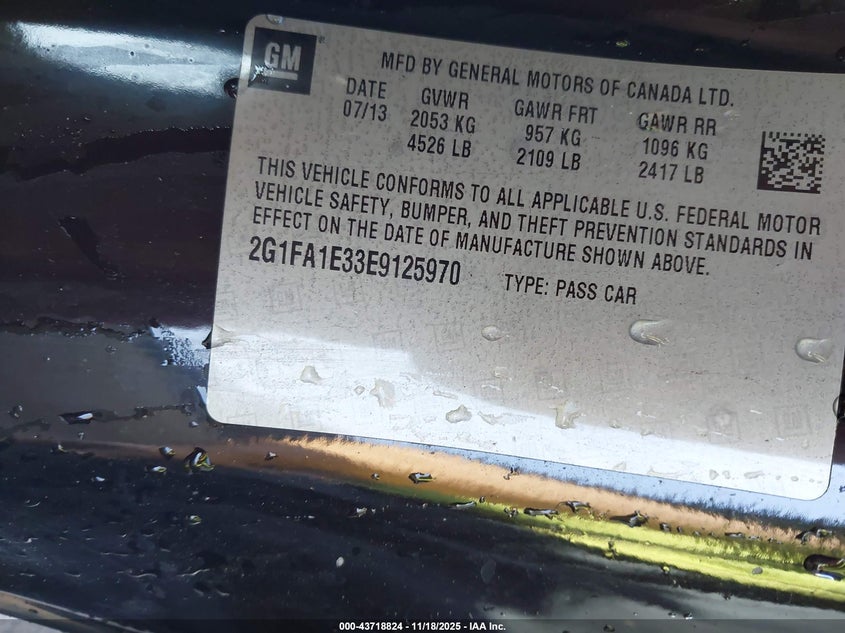 GM
MFD BY GENERAL MOTORS OF CANADA LTD.
DATE GVWR GAWR FRT GAWR RR
07/13 2053 KG 957 KG 1096 KG
4526 LB 2109 LB 2417 LB
THIS VEHICLE CONFORMS TO ALL APPLICABLE U.S. FEDERAL MOTOR
VEHICLE SAFETY, BUMPER, AND THEFT PREVENTION STANDARDS IN
EFFECT ON THE DATE OF MANUFACTURE SHOWN ABOVE.
2G1FA1E33E9125970 TYPE: PASS CAR
000-43718824 | 11/18/2025 - IAA Inc.